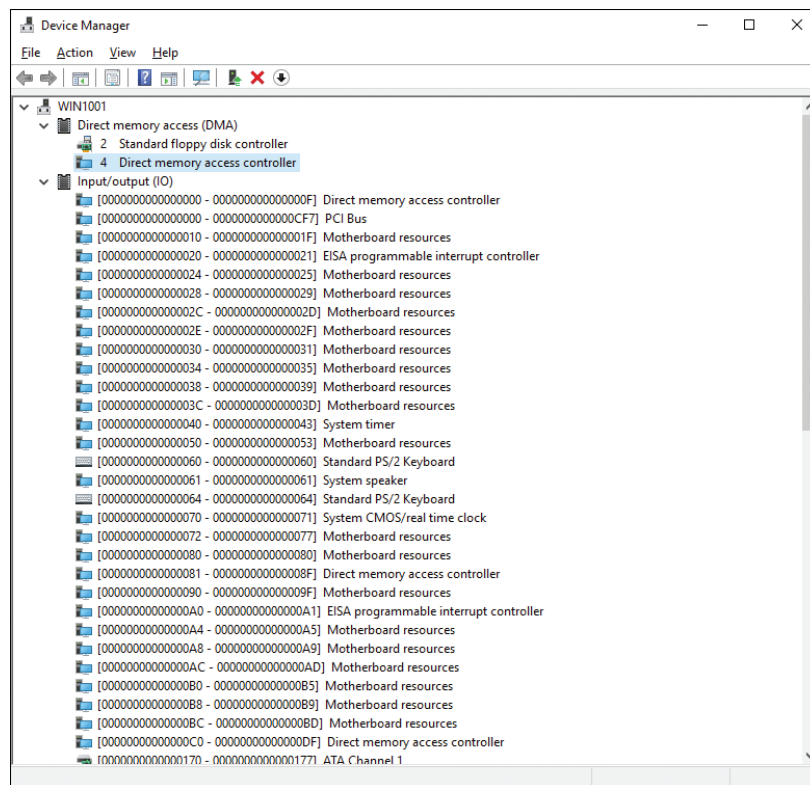 Device Manager
File Action View Help
WIN1001
Direct memory access (DMA)
2 Standard floppy disk controller
4 Direct memory access controller
Input/output (IO)
[0000000000000000 - 000000000000000F] Direct memory access controller
[0000000000000000 - 0000000000000CF7] PCI Bus
[0000000000000010 - 000000000000001F] Motherboard resources
[0000000000000020 - 0000000000000021] EISA programmable interrupt controller
[0000000000000024 - 0000000000000025] Motherboard resources
[0000000000000028 - 0000000000000029] Motherboard resources
[000000000000002C - 000000000000002D] Motherboard resources
[000000000000002E - 000000000000002F] Motherboard resources
[0000000000000030 - 0000000000000031] Motherboard resources
[0000000000000034 - 0000000000000035] Motherboard resources
[0000000000000038 - 0000000000000039] Motherboard resources
[000000000000003C - 000000000000003D] Motherboard resources
[0000000000000040 - 0000000000000043] System timer
[0000000000000050 - 0000000000000053] Motherboard resources
[0000000000000060 - 0000000000000060] Standard PS/2 Keyboard
[0000000000000061 - 0000000000000061] System speaker
[0000000000000064 - 0000000000000064] Standard PS/2 Keyboard
[0000000000000070 - 0000000000000071] System CMOS/real time clock
[0000000000000072 - 0000000000000077] Motherboard resources
[0000000000000080 - 0000000000000080] Motherboard resources
[0000000000000081 - 000000000000008F] Direct memory access controller
[0000000000000090 - 000000000000009F] Motherboard resources
[00000000000000A0 - 00000000000000A1] EISA programmable interrupt controller
[00000000000000A4 - 00000000000000A5] Motherboard resources
[00000000000000A8 - 00000000000000A9] Motherboard resources
[00000000000000AC - 00000000000000AD] Motherboard resources
[00000000000000B0 - 00000000000000B5] Motherboard resources
[00000000000000B8 - 00000000000000B9] Motherboard resources
[00000000000000BC - 00000000000000BD] Motherboard resources
[00000000000000C0 - 00000000000000DF] Direct memory access controller
[0000000000000170 - 0000000000000177] ATA Channel 1